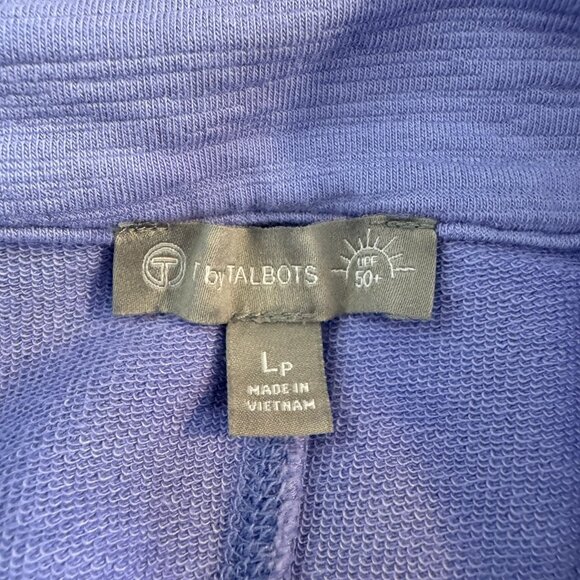 T by TALBOTS
UPF
50+
LP
MADE IN
VIETNAM